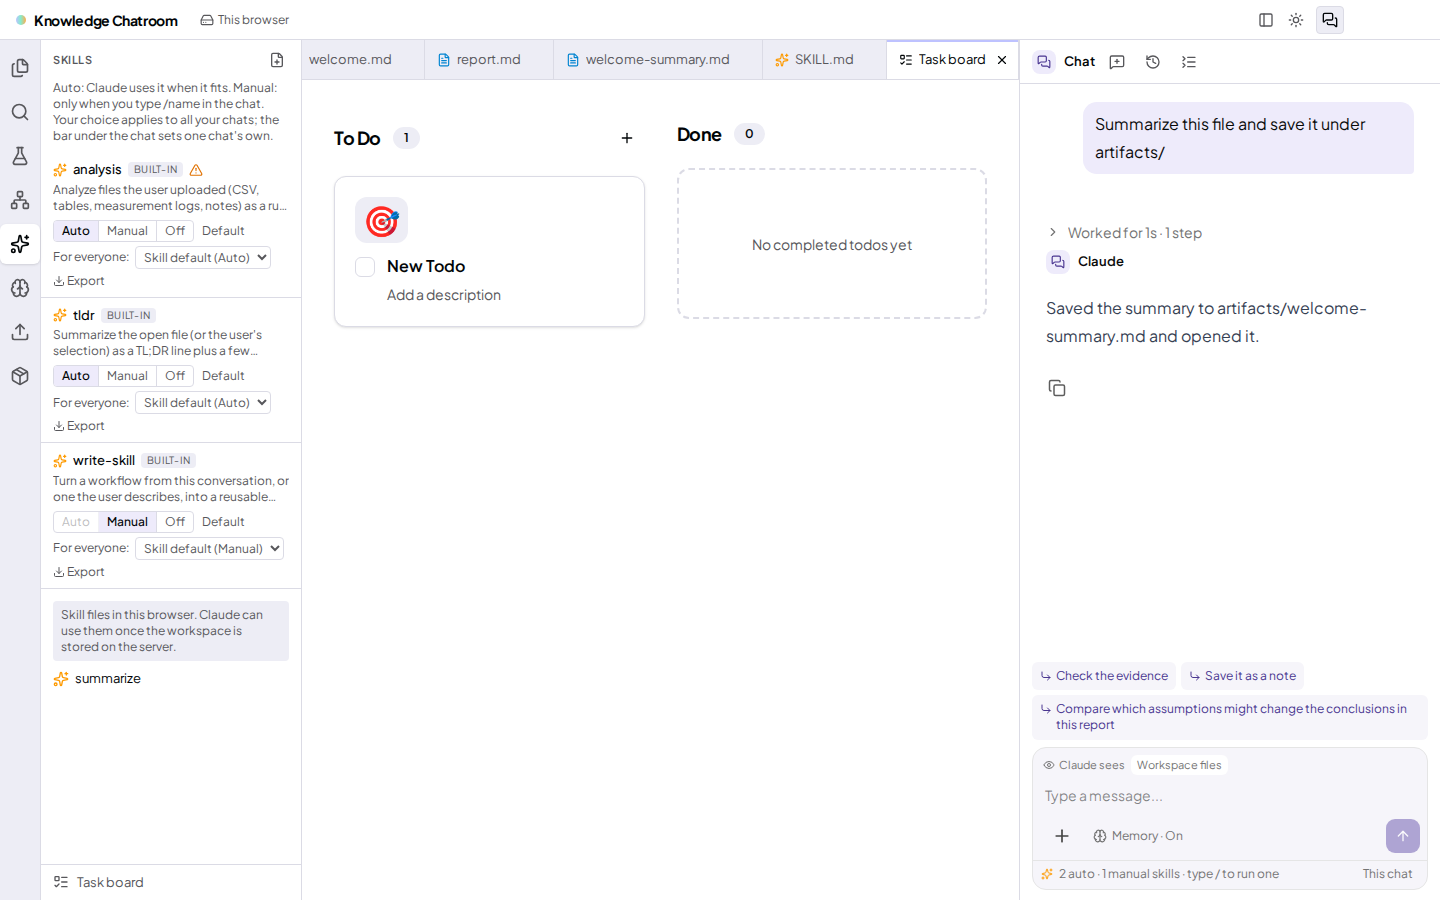 Knowledge Chatroom
This browser
SKILLS
Auto: Claude uses it when it fits. Manual:
only when you type /name in the chat.
Your choice applies to all your chats; the
bar under the chat sets one chat's own.
analysis BUILT-IN
Analyze files the user uploaded (CSV,
tables, measurement logs, notes) as a ru...
Auto Manual Off Default
For everyone: Skill default (Auto)
Export
tldr BUILT-IN
Summarize the open file (or the user's
selection) as a TL;DR line plus a few...
Auto Manual Off Default
For everyone: Skill default (Auto)
Export
write-skill BUILT-IN
Turn a workflow from this conversation, or
one the user describes, into a reusable...
Auto Manual Off Default
For everyone: Skill default (Manual)
Export
Skill files in this browser. Claude can
use them once the workspace is
stored on the server.
summarize
Task board
welcome.md
report.md
welcome-summary.md
SKILL.md
Task board
To Do 1
New Todo
Add a description
Done 0
No completed todos yet
Chat
Summarize this file and save it under
artifacts/
Worked for 1s · 1 step
Claude
Saved the summary to artifacts/welcome-
summary.md and opened it.
Check the evidence
Save it as a note
Compare which assumptions might change the conclusions in
this report
Claude sees Workspace files
Type a message...
Memory · On
2 auto · 1 manual skills · type / to run one
This chat